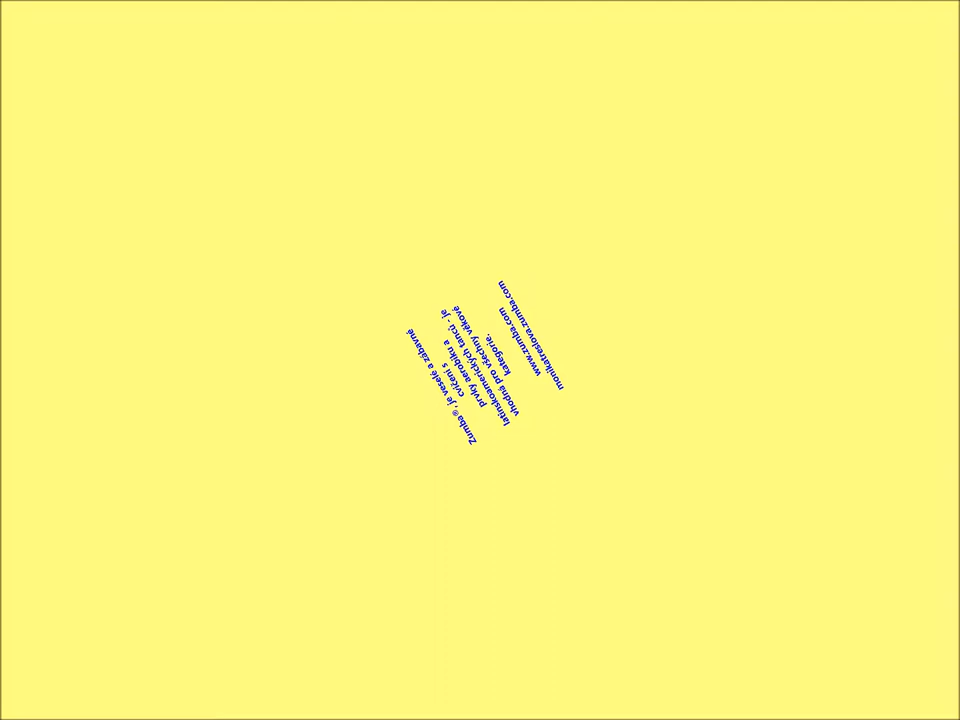 Zumba®, je veselé a zábavné
cvičení s
prvky aerobiku a
latinskoamerických tanců - je
vhodná pro všechny věkové
kategorie.
www.zumba.com
monikatreslova.zumba.com